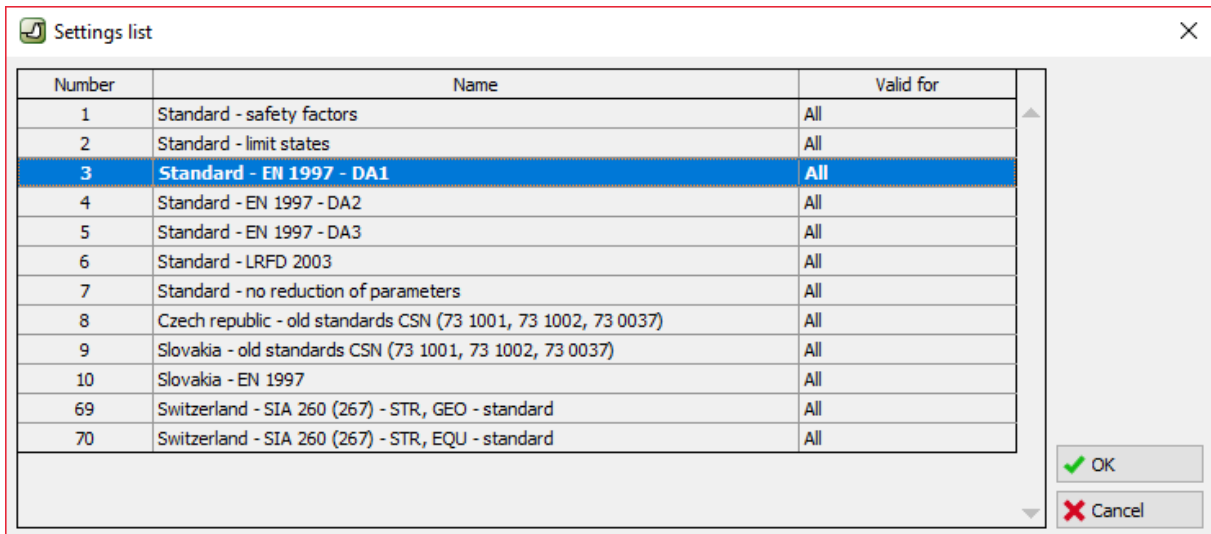 Settings list
Number Name Valid for
1 Standard - safety factors All
2 Standard - limit states All
3 Standard - EN 1997 - DA1 All
4 Standard - EN 1997 - DA2 All
5 Standard - EN 1997 - DA3 All
6 Standard - LRFD 2003 All
7 Standard - no reduction of parameters All
8 Czech republic - old standards CSN (73 1001, 73 1002, 73 0037) All
9 Slovakia - old standards CSN (73 1001, 73 1002, 73 0037) All
10 Slovakia - EN 1997 All
69 Switzerland - SIA 260 (267) - STR, GEO - standard All
70 Switzerland - SIA 260 (267) - STR, EQU - standard All
OK
Cancel